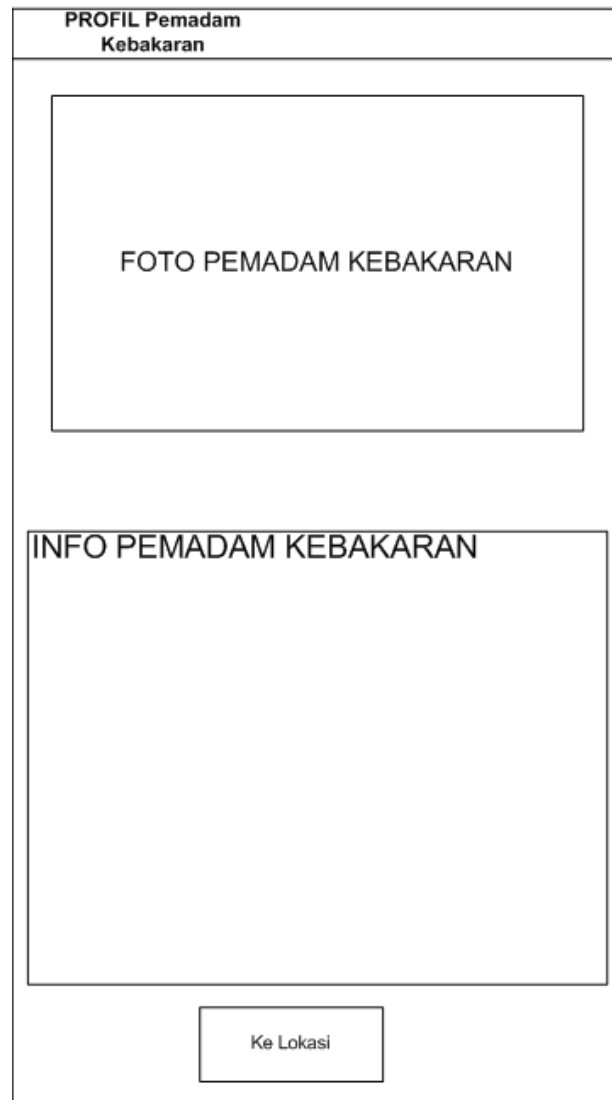 PROFIL Pemadam
Kebakaran
FOTO PEMADAM KEBAKARAN
INFO PEMADAM KEBAKARAN
Ke Lokasi